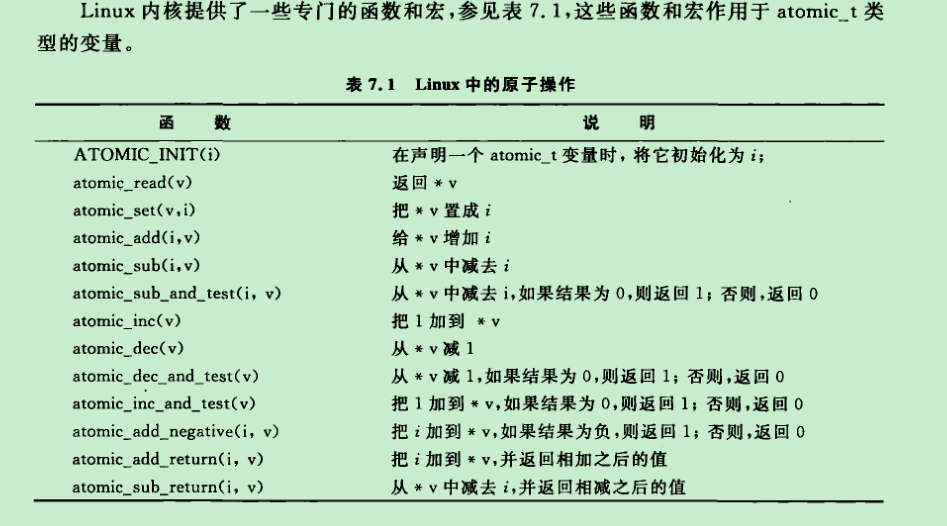 Linux 内核提供了一些专门的函数和宏,参见表 7.1,这些函数和宏作用于 atomic_t 类
型的变量。
表 7.1 Linux 中的原子操作
函 数 说 明
ATOMIC_INIT(i) 在声明一个 atomic_t 变量时,将它初始化为 i;
atomic_read(v) 返回 * v
atomic_set(v,i) 把 * v 置成 i
atomic_add(i,v) 给 * v 增加 i
atomic_sub(i,v) 从 * v 中减去 i
atomic_sub_and_test(i, v) 从 * v 中减去 i,如果结果为 0,则返回 1; 否则,返回 0
atomic_inc(v) 把 1 加到 * v
atomic_dec(v) 从 * v 减 1
atomic_dec_and_test(v) 从 * v 减 1,如果结果为 0,则返回 1; 否则,返回 0
atomic_inc_and_test(v) 把 1 加到 * v,如果结果为 0,则返回 1; 否则,返回 0
atomic_add_negative(i, v) 把 i 加到 * v,如果结果为负,则返回 1; 否则,返回 0
atomic_add_return(i, v) 把 i 加到 * v,并返回相加之后的值
atomic_sub_return(i, v) 从 * v 中减去 i,并返回相减之后的值